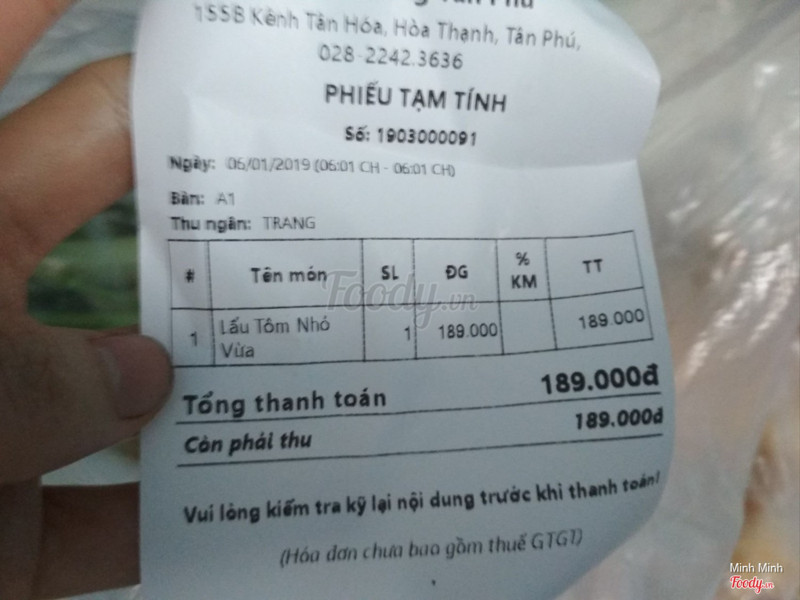 Tân Phú
155B Kênh Tân Hóa, Hòa Thạnh, Tân Phú,
028-2242.3636
PHIẾU TẠM TÍNH
Số: 1903000091
Ngày: 06/01/2019 (06:01 CH - 06:01 CH)
Bàn: A1
Thu ngân: TRANG
# Tên món SL ĐG % KM TT
1 Lẩu Tôm Nhỏ Vừa 1 189.000 189.000
Tổng thanh toán 189.000đ
Còn phải thu 189.000đ
Vui lòng kiểm tra kỹ lại nội dung trước khi thanh toán!
(Hóa đơn chưa bao gồm thuế GTGT)
Foody.vn
Minh Minh
Foody.vn